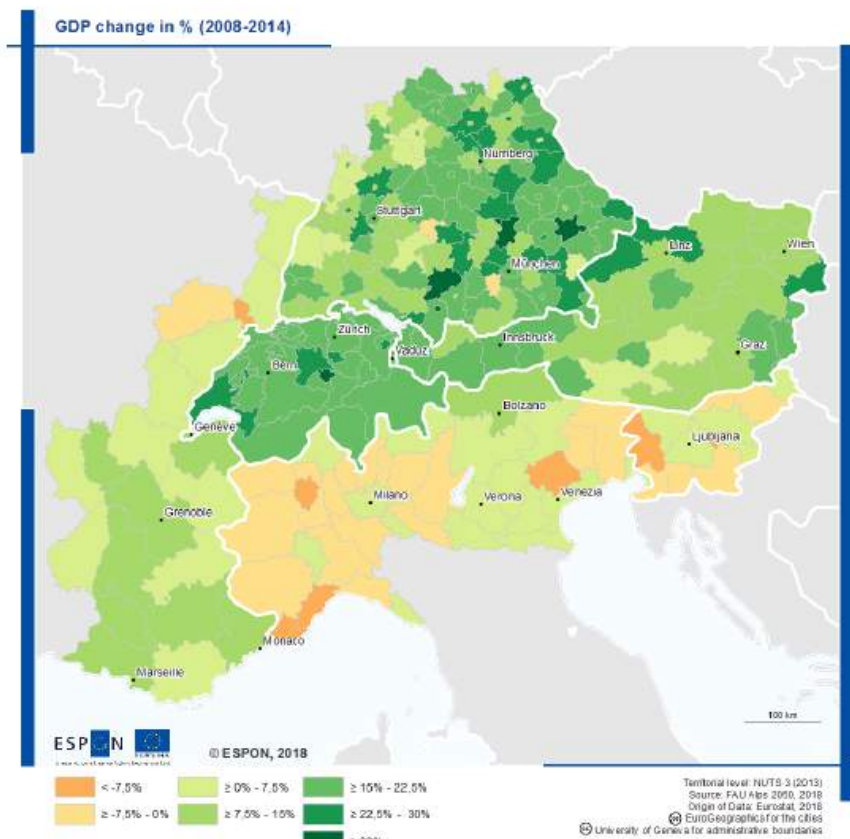 GDP change in % (2008-2014)
Nürnberg
Stuttgart
Linz
Wien
München
Zürich
Innsbruck
Vaduz
Bern
Graz
Bolzano
Genève
Ljubljana
Milano
Verona
Venezia
Grenoble
Monaco
Marseille
100 km
ESPON
© ESPON, 2018
< -7,5%
≥ 0% - 7,5%
≥ 15% - 22,5%
≥ -7,5% - 0%
≥ 7,5% - 15%
≥ 22,5% - 30%
Territorial level: NUTS 3 (2013)
Source: FAU Alps 2050, 2018
Origin of Data: Eurostat, 2018
EuroGeographics for the cities
University of Geneva for administrative boundaries